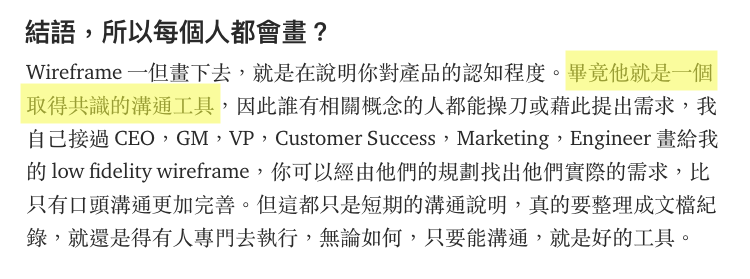 結語，所以每個人都會畫？
Wireframe 一但畫下去，就是在說明你對產品的認知程度。畢竟他就是一個
取得共識的溝通工具，因此誰有相關概念的人都能操刀或藉此提出需求，我
自己接過 CEO，GM，VP，Customer Success，Marketing，Engineer 畫給我
的 low fidelity wireframe，你可以經由他們的規劃找出他們實際的需求，比
只有口頭溝通更加完善。但這都只是短期的溝通說明，真的要整理成文檔紀
錄，就還是得有人專門去執行，無論如何，只要能溝通，就是好的工具。